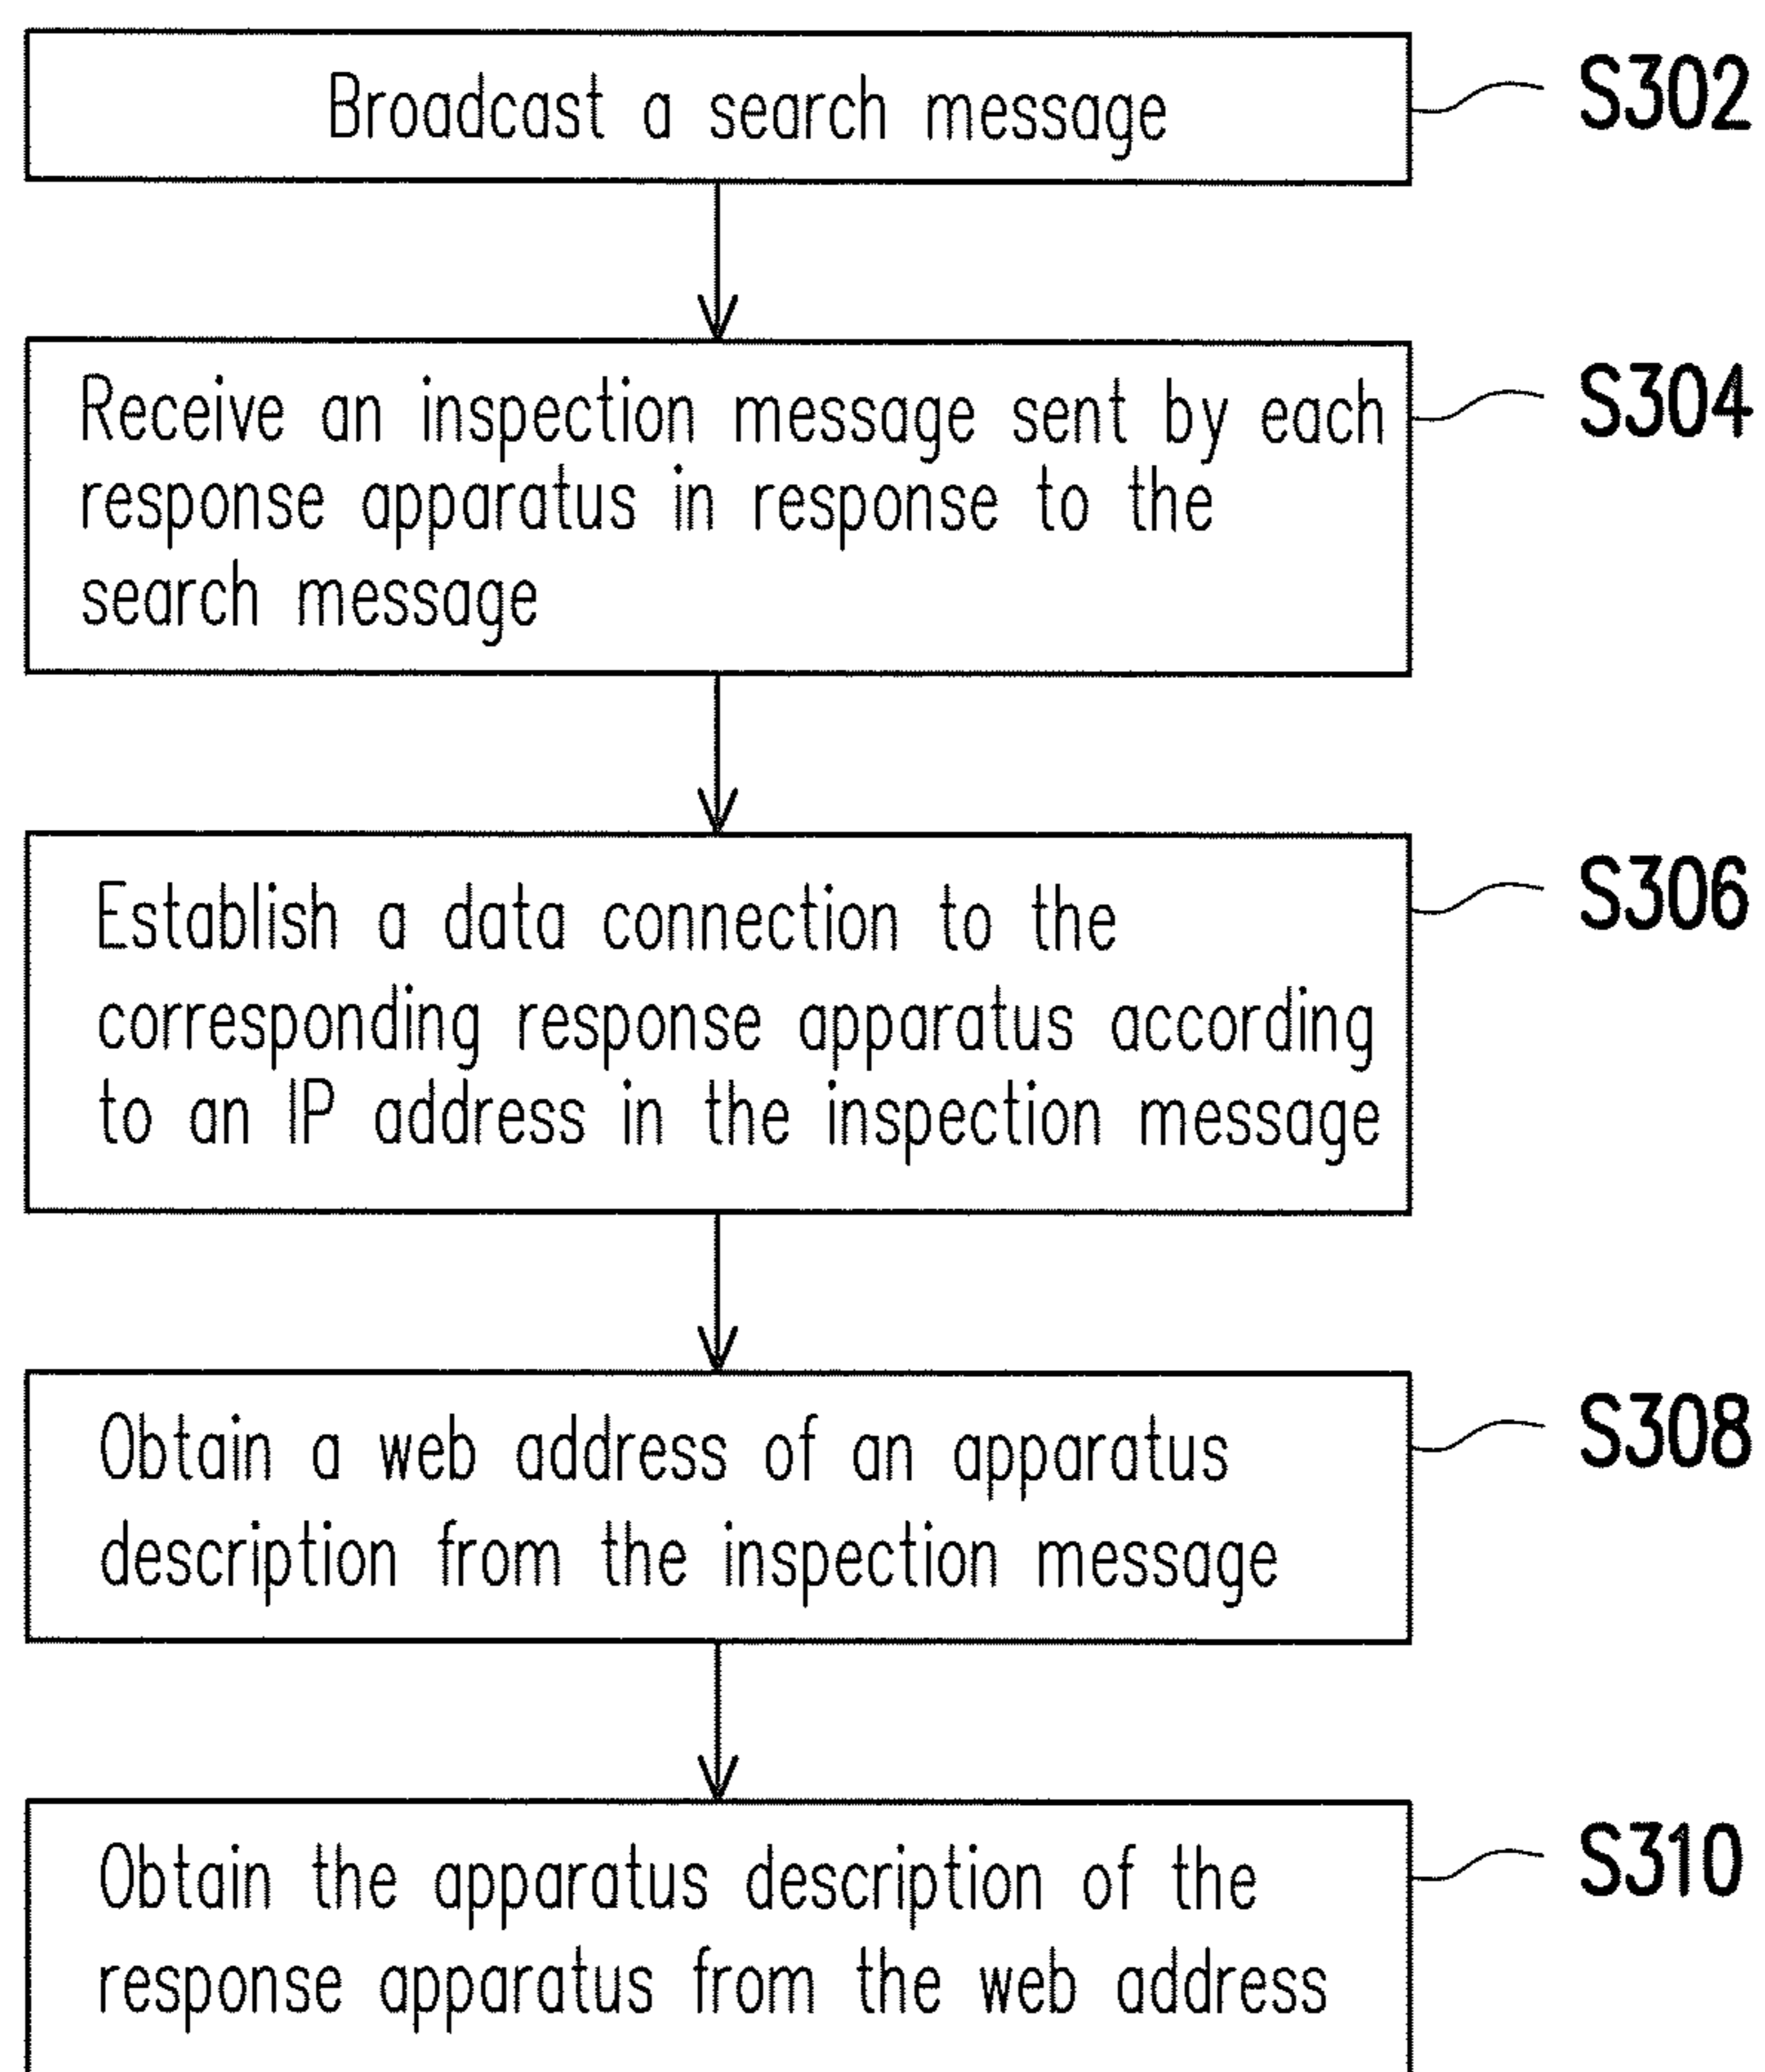 Broadcast a search message
S302
Receive an inspection message sent by each
response apparatus in response to the
search message
S304
Establish a data connection to the
corresponding response apparatus according
to an IP address in the inspection message
S306
Obtain a web address of an apparatus
description from the inspection message
S308
Obtain the apparatus description of the
response apparatus from the web address
S310